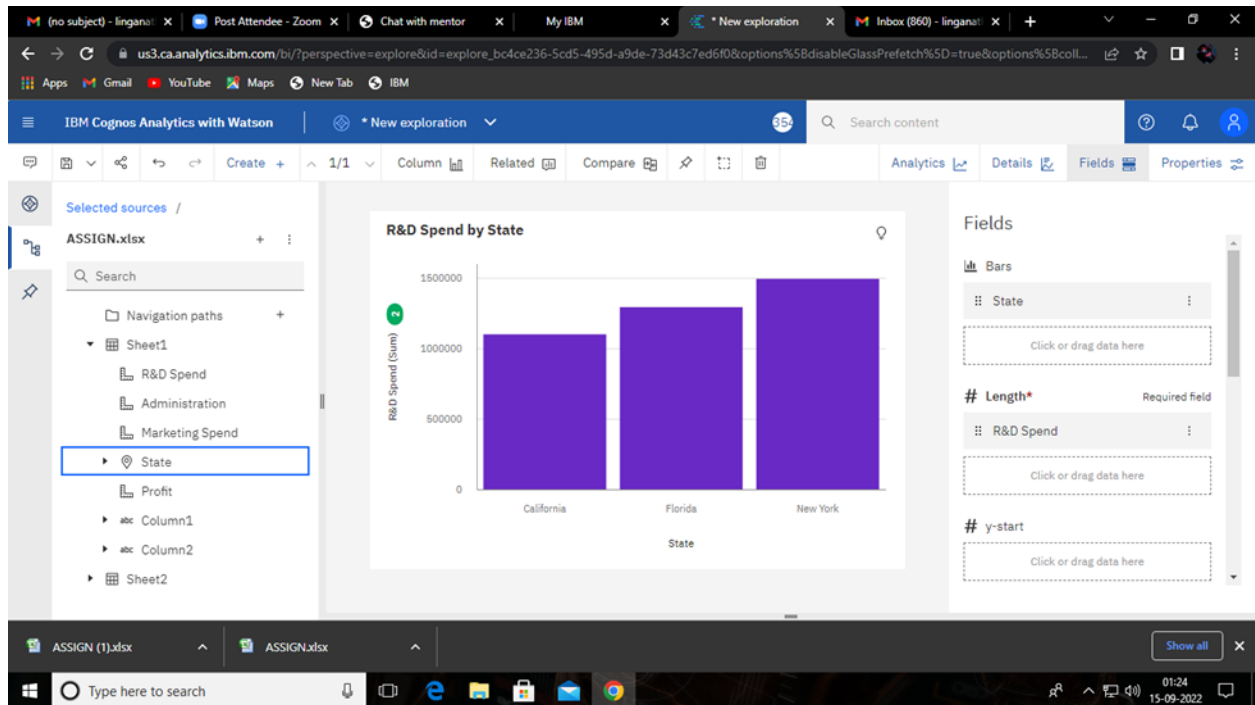 (no subject) - linganat
Post Attendee - Zoom
Chat with mentor
My IBM
* New exploration
Inbox (860) - linganat
us3.ca.analytics.ibm.com/bi/?perspective=explore&id=explore_bc4ce236-5cd5-495d-a9de-73d43c7ed6f0&options%5BdisableGlassPrefetch%5D=true&options%5Bcoll...
Apps
Gmail
YouTube
Maps
New Tab
IBM
IBM Cognos Analytics with Watson
* New exploration
354
Search content
Create +
1/1
Column
Related
Compare
Analytics
Details
Fields
Properties
Selected sources /
ASSIGN.xlsx
Search
Navigation paths
Sheet1
R&D Spend
Administration
Marketing Spend
State
Profit
abc Column1
abc Column2
Sheet2
R&D Spend by State
R&D Spend (Sum)
2
1500000
1000000
500000
0
California
Florida
New York
State
Fields
Bars
State
Click or drag data here
# Length*
Required field
R&D Spend
Click or drag data here
# y-start
Click or drag data here
ASSIGN (1).xlsx
ASSIGN.xlsx
Show all
Type here to search
01:24
15-09-2022